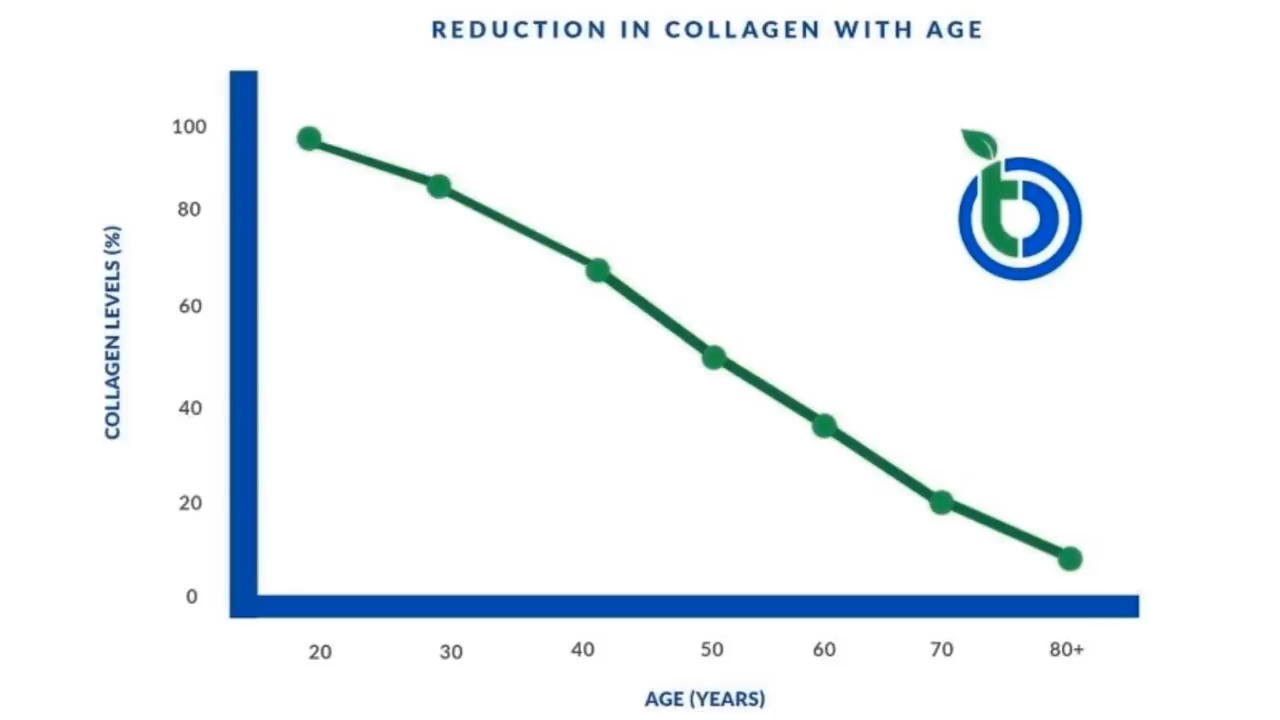 REDUCTION IN COLLAGEN WITH AGE
100
80
60
40
20
0
COLLAGEN LEVELS (%)
20 30 40 50 60 70 80+
AGE (YEARS)